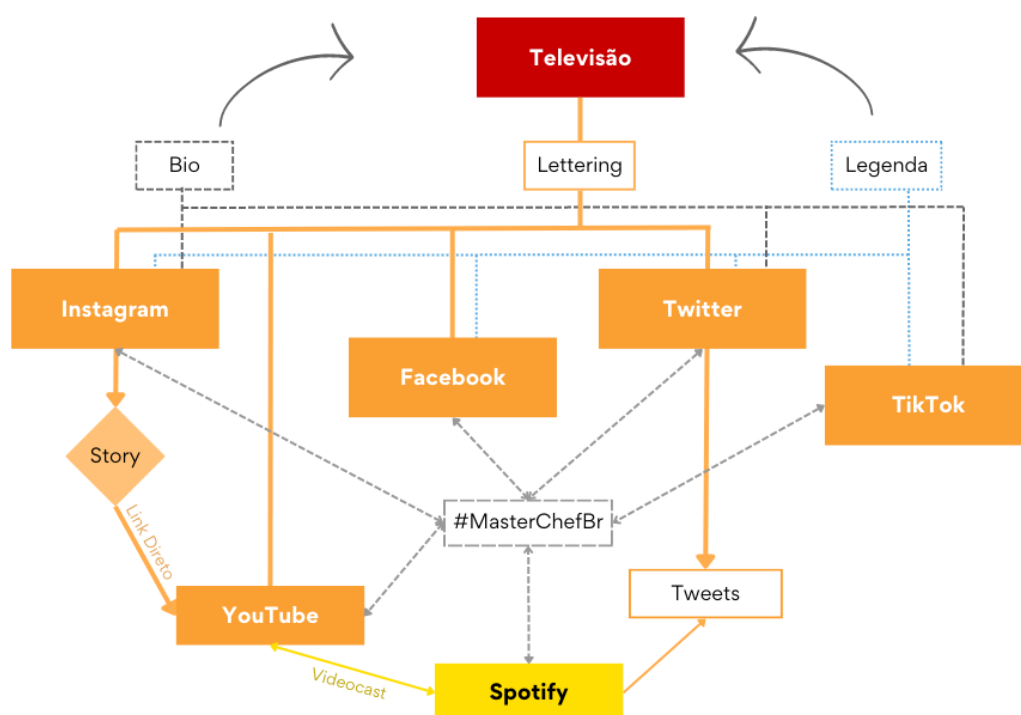 Televisão
Bio
Lettering
Legenda
Instagram
Twitter
Facebook
TikTok
Story
#MasterChefBr
Link Direto
Tweets
YouTube
Videocast
Spotify